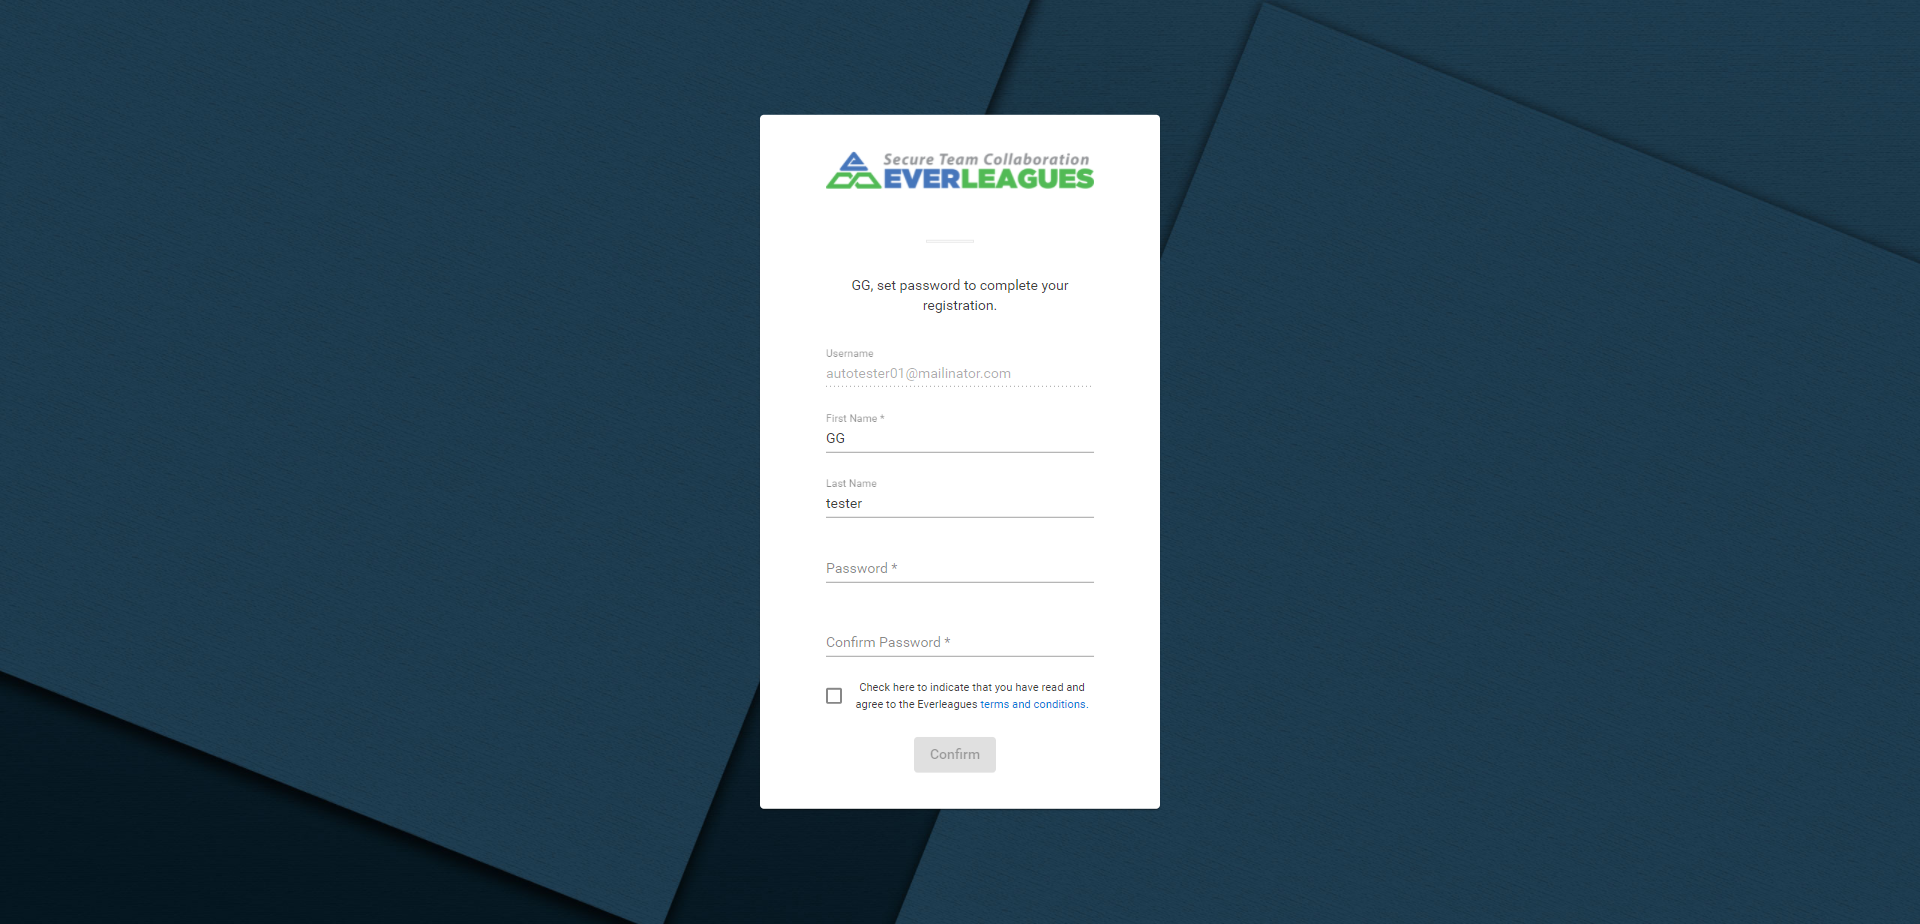 Secure Team Collaboration
EVERLEAGUES
GG, set password to complete your
registration.
Username
autotester01@mailinator.com
First Name *
GG
Last Name
tester
Password *
Confirm Password *
Check here to indicate that you have read and
agree to the Everleagues terms and conditions.
Confirm